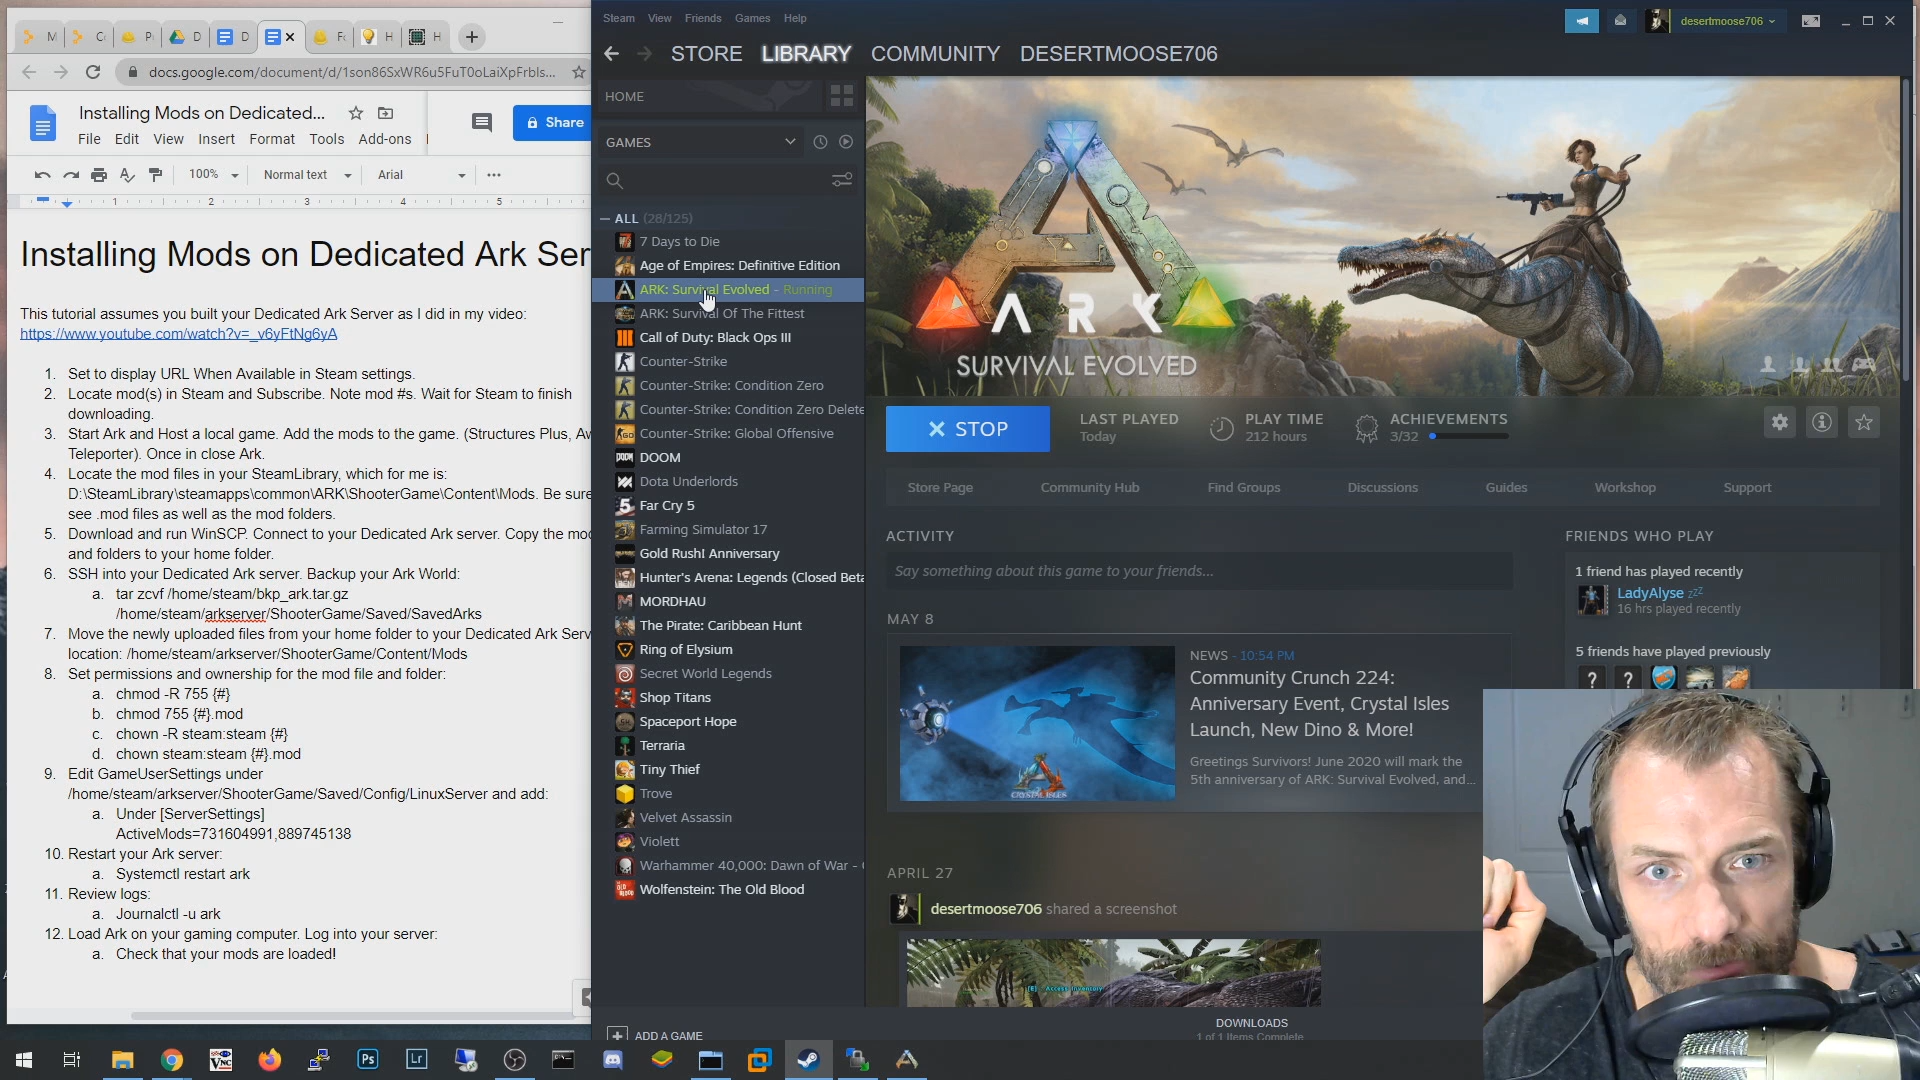 Steam View Friends Games Help
desertmoose706
STORE LIBRARY COMMUNITY DESERTMOOSE706
docs.google.com/document/d/1son86SxWR6u5FuT0oLaiXpFrbls...
Installing Mods on Dedicated...
Share
File Edit View Insert Format Tools Add-ons
100% Normal text Arial
1 2 3 4 5
Installing Mods on Dedicated Ark Ser
This tutorial assumes you built your Dedicated Ark Server as I did in my video:
https://www.youtube.com/watch?v=_v6yFtNg6yA
1. Set to display URL When Available in Steam settings.
2. Locate mod(s) in Steam and Subscribe. Note mod #s. Wait for Steam to finish
downloading.
3. Start Ark and Host a local game. Add the mods to the game. (Structures Plus, Aw
Teleporter). Once in close Ark.
4. Locate the mod files in your SteamLibrary, which for me is:
D:\SteamLibrary\steamapps\common\ARK\ShooterGame\Content\Mods. Be sure
see .mod files as well as the mod folders.
5. Download and run WinSCP. Connect to your Dedicated Ark server. Copy the mod
and folders to your home folder.
6. SSH into your Dedicated Ark server. Backup your Ark World:
a. tar zcvf /home/steam/bkp_ark.tar.gz
/home/steam/arkserver/ShooterGame/Saved/SavedArks
7. Move the newly uploaded files from your home folder to your Dedicated Ark Serv
location: /home/steam/arkserver/ShooterGame/Content/Mods
8. Set permissions and ownership for the mod file and folder:
a. chmod -R 755 {#}
b. chmod 755 {#}.mod
c. chown -R steam:steam {#}
d. chown steam:steam {#}.mod
9. Edit GameUserSettings under
/home/steam/arkserver/ShooterGame/Saved/Config/LinuxServer and add:
a. Under [ServerSettings]
ActiveMods=731604991,889745138
10. Restart your Ark server:
a. Systemctl restart ark
11. Review logs:
a. Journalctl -u ark
12. Load Ark on your gaming computer. Log into your server:
a. Check that your mods are loaded!
HOME
GAMES
ALL (28/125)
7 Days to Die
Age of Empires: Definitive Edition
ARK: Survival Evolved - Running
ARK: Survival Of The Fittest
Call of Duty: Black Ops III
Counter-Strike
Counter-Strike: Condition Zero
Counter-Strike: Condition Zero Delete
Counter-Strike: Global Offensive
DOOM
Dota Underlords
Far Cry 5
Farming Simulator 17
Gold Rush! Anniversary
Hunter's Arena: Legends (Closed Beta
MORDHAU
The Pirate: Caribbean Hunt
Ring of Elysium
Secret World Legends
Shop Titans
Spaceport Hope
Terraria
Tiny Thief
Trove
Velvet Assassin
Violett
Warhammer 40,000: Dawn of War -
Wolfenstein: The Old Blood
ADD A GAME
ARK
SURVIVAL EVOLVED
STOP
LAST PLAYED
Today
PLAY TIME
212 hours
ACHIEVEMENTS
3/32
Store Page Community Hub Find Groups Discussions Guides Workshop Support
ACTIVITY
Say something about this game to your friends...
MAY 8
NEWS - 10:54 PM
Community Crunch 224:
Anniversary Event, Crystal Isles
Launch, New Dino & More!
Greetings Survivors! June 2020 will mark the
5th anniversary of ARK: Survival Evolved, and...
CRYSTAL ISLES
APRIL 27
desertmoose706 shared a screenshot
[E] Access Inventory
FRIENDS WHO PLAY
1 friend has played recently
LadyAlyse zzZ
16 hrs played recently
5 friends have played previously
? ?
DOWNLOADS
1 of 1 Items Complete
Ps Lr